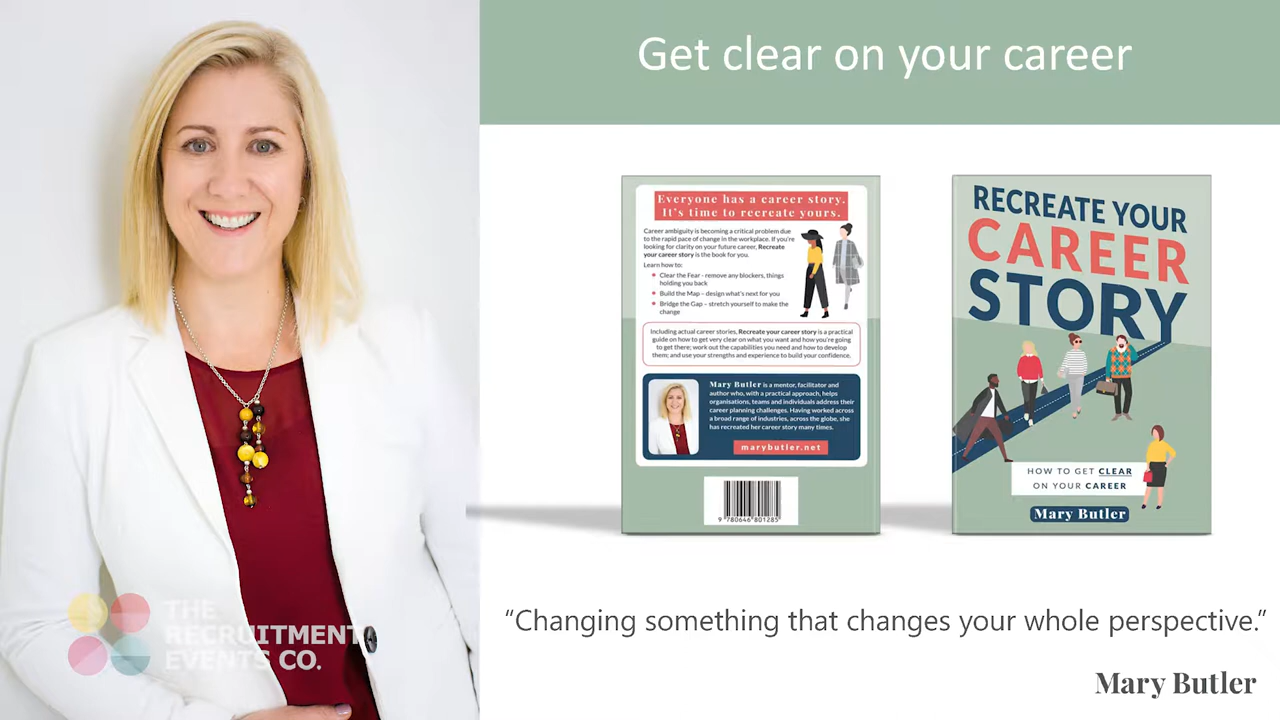 Get clear on your career
Everyone has a career story.
It's time to recreate yours.
Career ambiguity is becoming a critical problem due
to the rapid pace of change in the workplace. If you're
looking for clarity on your future career, Recreate
your career story is the book for you.
Learn how to:
Clear the Fear - remove any blockers, things
holding you back
Build the Map – design what's next for you
Bridge the Gap – stretch yourself to make the
change
Including actual career stories, Recreate your career story is a practical
guide on how to get very clear on what you want and how you're going
to get there; work out the capabilities you need and how to develop
them; and use your strengths and experience to build your confidence.
Mary Butler is a mentor, facilitator and
author who, with a practical approach, helps
organisations, teams and individuals address their
career planning challenges. Having worked across
a broad range of industries, across the globe, she
has recreated her career story many times.
marybutler.net
9 780646 801285
RECREATE YOUR
CAREER
STORY
HOW TO GET CLEAR
ON YOUR CAREER
Mary Butler
“Changing something that changes your whole perspective.”
Mary Butler
THE
RECRUITMENT
EVENTS CO.